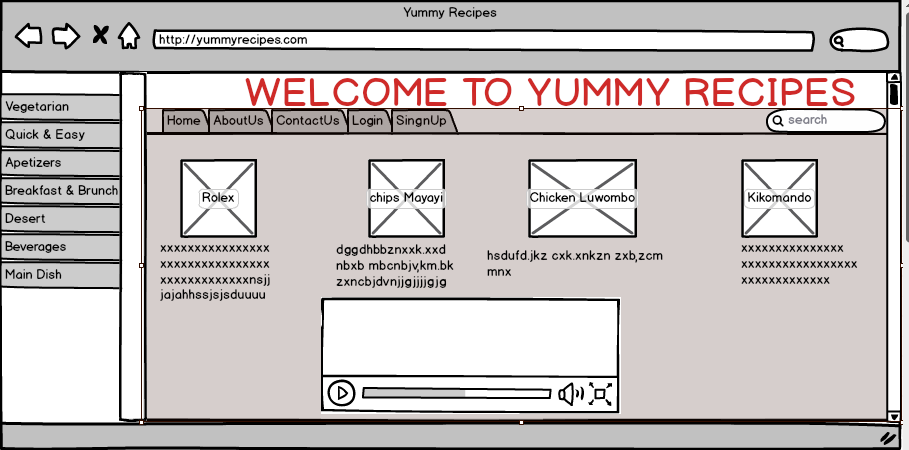 Yummy Recipes
http://yummyrecipes.com
WELCOME TO YUMMY RECIPES
Home AboutUs ContactUs Login SingnUp
search
Vegetarian
Quick & Easy
Apetizers
Breakfast & Brunch
Desert
Beverages
Main Dish
Rolex
xxxxxxxxxxxxxxxx
xxxxxxxxxxxxxxxx
xxxxxxxxxxxxxnsjj
jajahhssjsjsduuuu
chips Mayayi
dggdhbbznxxk.xxd
nbxb mbcnbjv,km.bk
zxncbjdvnjjgjjjjgjg
Chicken Luwombo
hsdufd.jkz cxk.xnkzn zxb,zcm
mnx
Kikomando
xxxxxxxxxxxxxxx
xxxxxxxxxxxxxxxxx
xxxxxxxxxxxxx